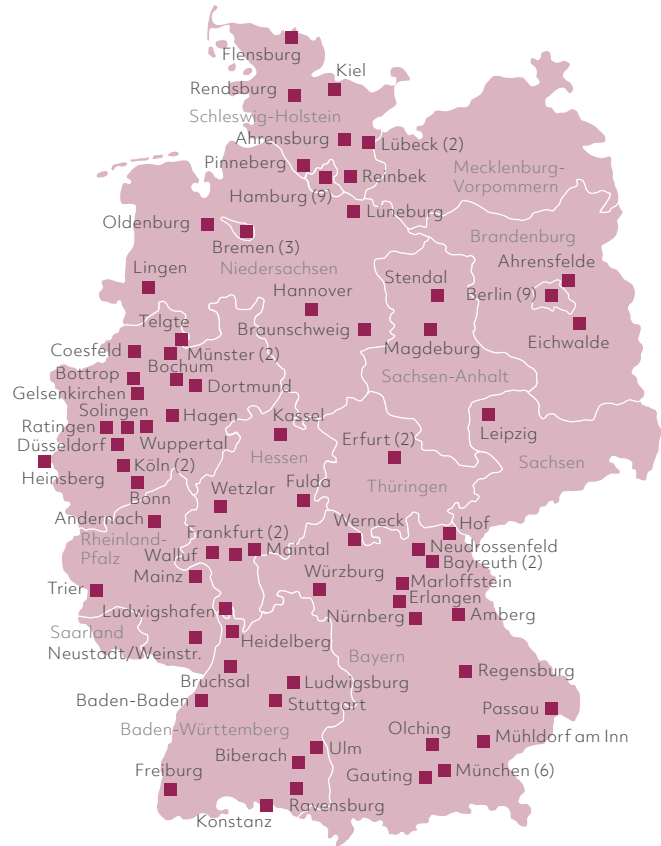 Flensburg
Kiel
Rendsburg
Schleswig-Holstein
Ahrensburg
Lübeck (2)
Pinneberg
Reinbek
Mecklenburg-
Vorpommern
Hamburg (9)
Lüneburg
Oldenburg
Bremen (3)
Brandenburg
Niedersachsen
Ahrensfelde
Lingen
Stendal
Hannover
Berlin (9)
Telgte
Braunschweig
Magdeburg
Eichwalde
Coesfeld
Münster (2)
Bochum
Bottrop
Dortmund
Sachsen-Anhalt
Gelsenkirchen
Solingen
Hagen
Kassel
Ratingen
Leipzig
Düsseldorf
Wuppertal
Erfurt (2)
Hessen
Köln (2)
Sachsen
Heinsberg
Bonn
Wetzlar
Fulda
Thüringen
Andernach
Werneck
Hof
Frankfurt (2)
Rheinland-
Pfalz
Walluf
Maintal
Neudrossenfeld
Bayreuth (2)
Mainz
Würzburg
Marloffstein
Trier
Erlangen
Ludwigshafen
Nürnberg
Amberg
Saarland
Heidelberg
Neustadt/Weinstr.
Bayern
Bruchsal
Ludwigsburg
Regensburg
Baden-Baden
Stuttgart
Passau
Baden-Württemberg
Olching
Mühldorf am Inn
Ulm
Biberach
Freiburg
Gauting
München (6)
Ravensburg
Konstanz